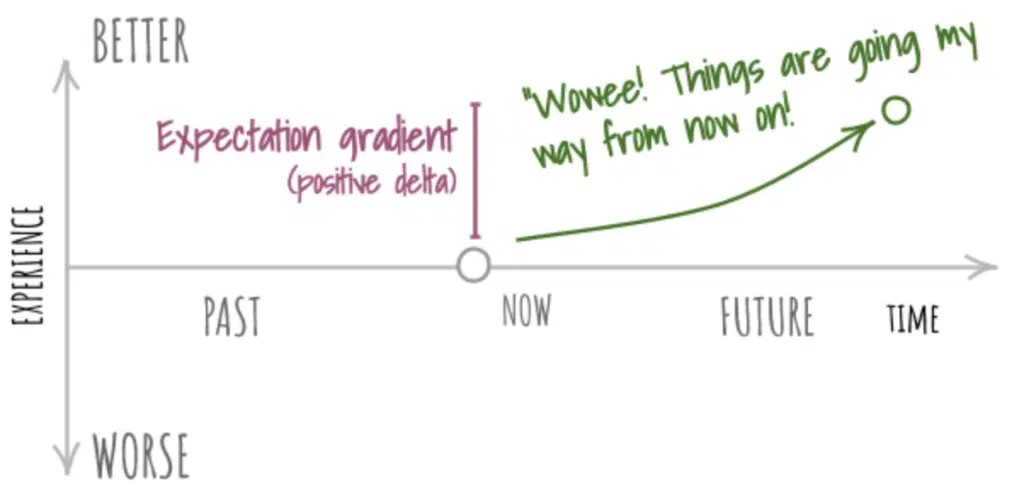 BETTER
"Wowee! Things are going my
way from now on!
Expectation gradient
(positive delta)
EXPERIENCE
PAST
NOW
FUTURE
TIME
WORSE